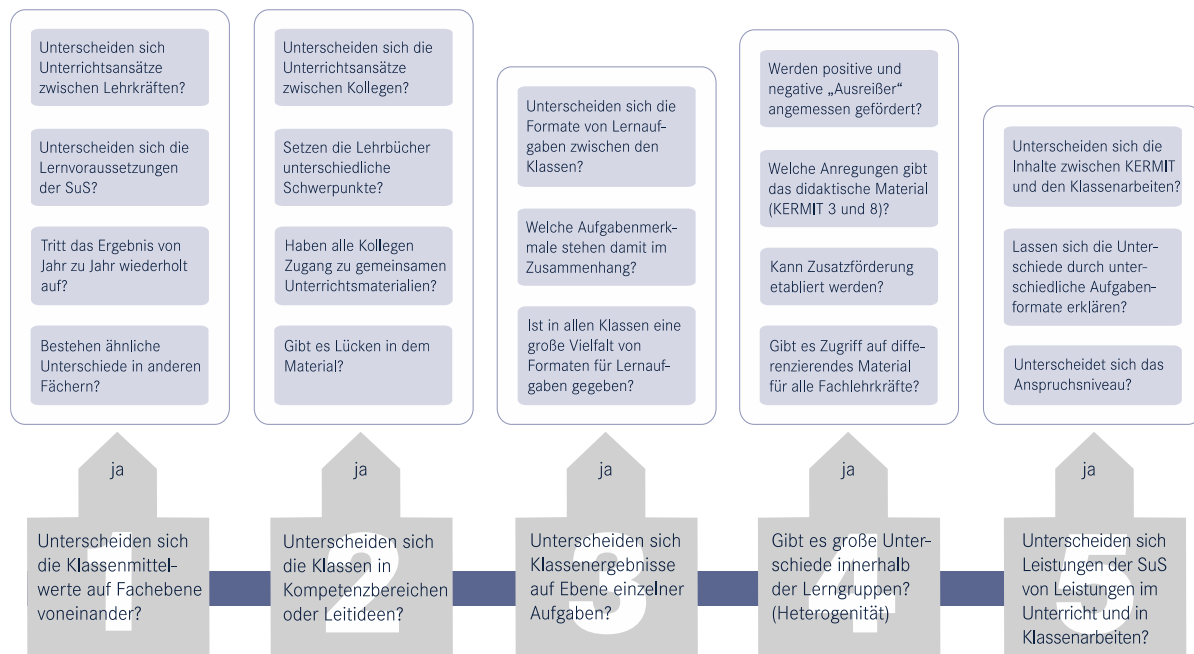 Unterscheiden sich
Unterrichtsansätze
zwischen Lehrkräften?
Unterscheiden sich die
Lernvoraussetzungen
der SuS?
Tritt das Ergebnis von
Jahr zu Jahr wiederholt
auf?
Bestehen ähnliche
Unterschiede in anderen
Fächern?
ja
1
Unterscheiden sich
die Klassenmittel-
werte auf Fachebene
voneinander?
Unterscheiden sich die
Unterrichtsansätze
zwischen Kollegen?
Setzen die Lehrbücher
unterschiedliche
Schwerpunkte?
Haben alle Kollegen
Zugang zu gemeinsamen
Unterrichtsmaterialien?
Gibt es Lücken in dem
Material?
ja
2
Unterscheiden sich
die Klassen in
Kompetenzbereichen
oder Leitideen?
Unterscheiden sich die
Formate von Lernauf-
gaben zwischen den
Klassen?
Welche Aufgabenmerk-
male stehen damit im
Zusammenhang?
Ist in allen Klassen eine
große Vielfalt von
Formaten für Lernauf-
gaben gegeben?
ja
3
Unterscheiden sich
Klassenergebnisse
auf Ebene einzelner
Aufgaben?
Werden positive und
negative „Ausreißer“
angemessen gefördert?
Welche Anregungen gibt
das didaktische Material
(KERMIT 3 und 8)?
Kann Zusatzförderung
etabliert werden?
Gibt es Zugriff auf diffe-
renzierendes Material
für alle Fachlehrkräfte?
ja
4
Gibt es große Unter-
schiede innerhalb
der Lerngruppen?
(Heterogenität)
Unterscheiden sich die
Inhalte zwischen KERMIT
und den Klassenarbeiten?
Lassen sich die Unter-
schiede durch unter-
schiedliche Aufgaben-
formate erklären?
Unterscheidet sich das
Anspruchsniveau?
ja
5
Unterscheiden sich
Leistungen der SuS
von Leistungen im
Unterricht und in
Klassenarbeiten?